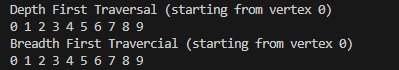 Depth First Traversal (starting from vertex 0)
0 1 2 3 4 5 6 7 8 9
Breadth First Travercial (starting from vertex 0)
0 1 2 3 4 5 6 7 8 9